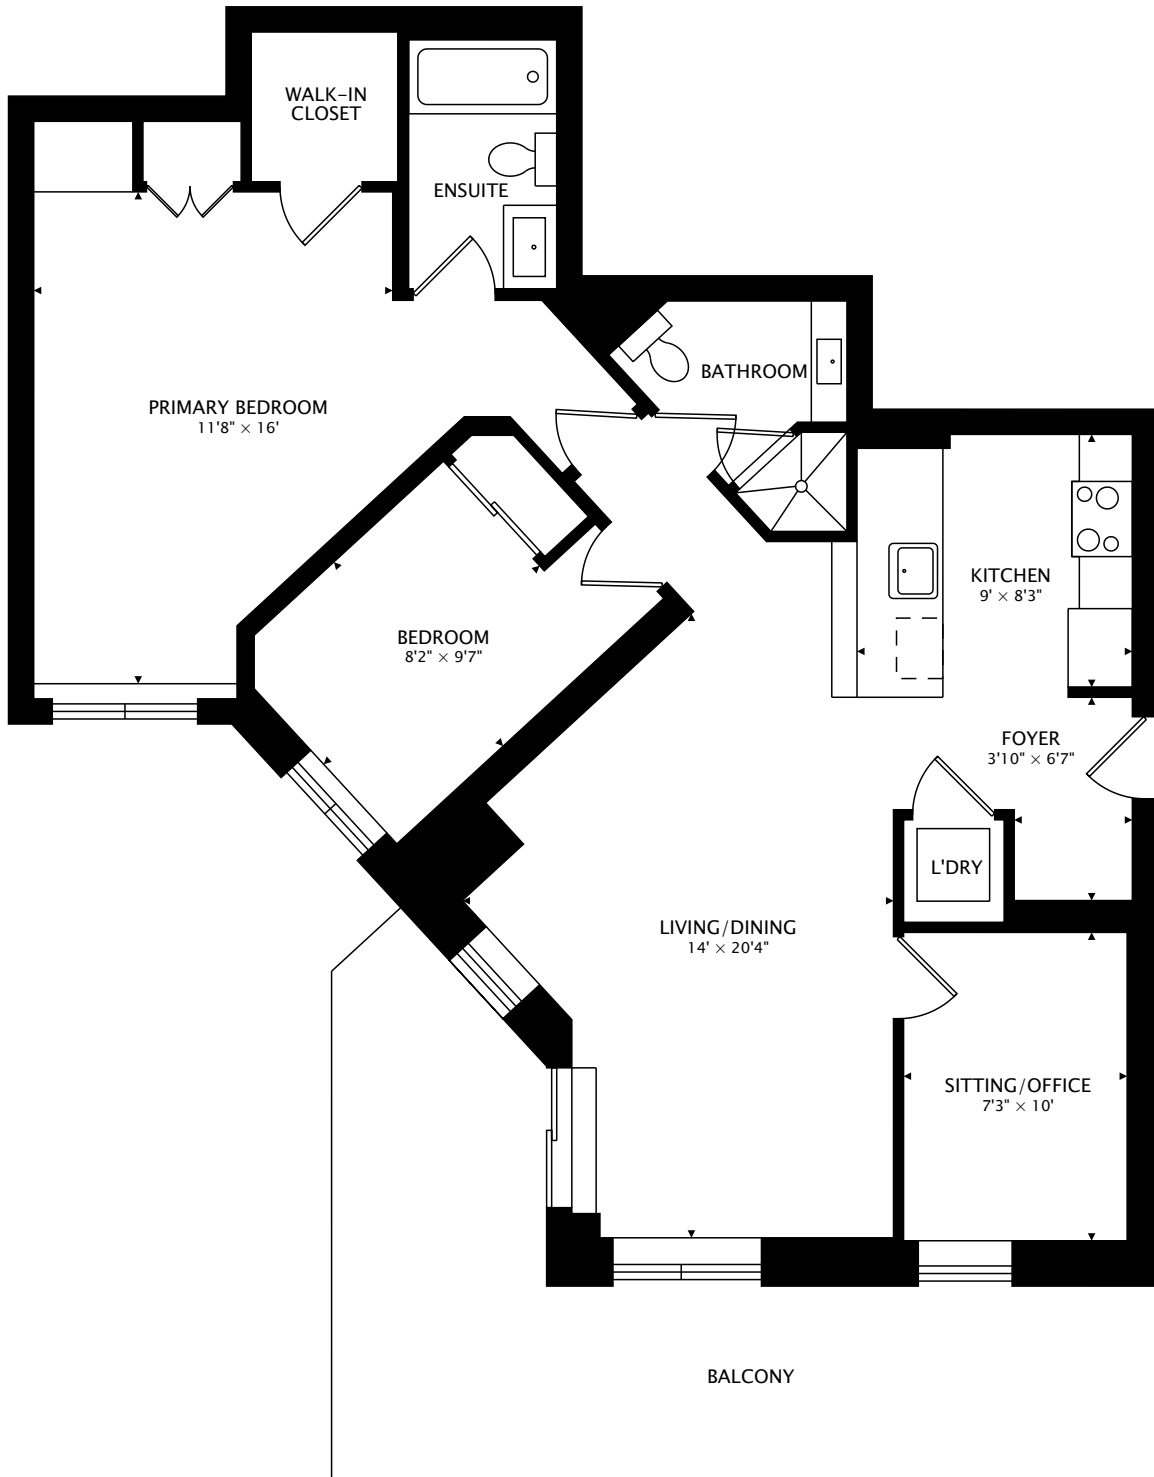 WALK-IN
CLOSET
ENSUITE
BATHROOM
PRIMARY BEDROOM
11'8" × 16'
KITCHEN
9' × 8'3"
BEDROOM
8'2" × 9'7"
FOYER
3'10" × 6'7"
L'DRY
LIVING/DINING
14' × 20'4"
SITTING/OFFICE
7'3" × 10'
BALCONY